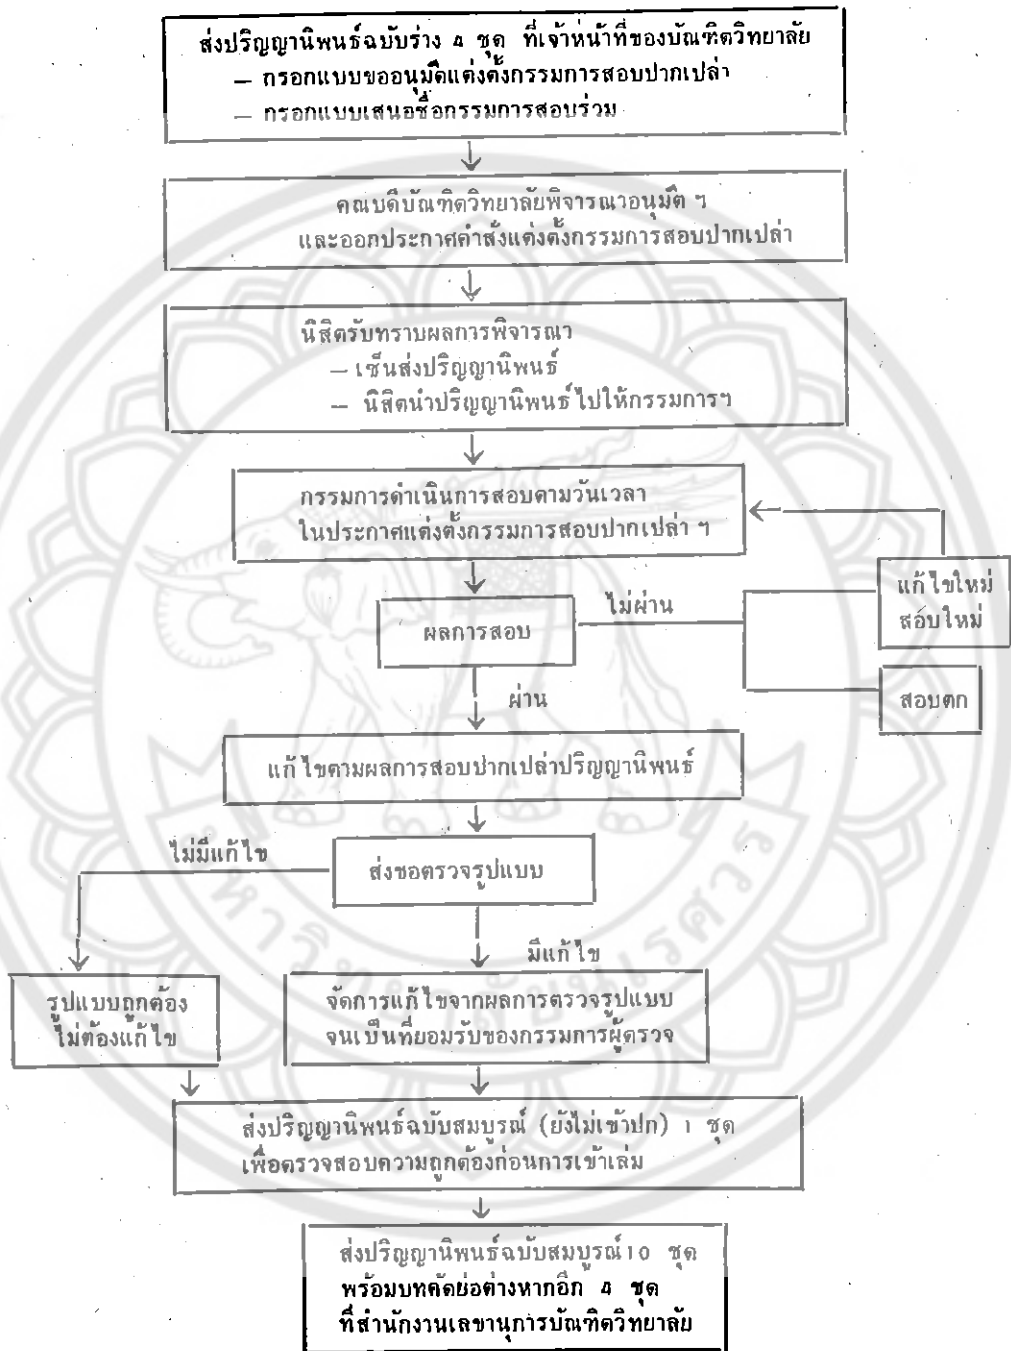 ส่งปริญญานิพนธ์ฉบับร่าง 4 ชุด ที่เจ้าหน้าที่ของบัณฑิตวิทยาลัย
— กรอกแบบขออนุมัติแต่งตั้งกรรมการสอบปากเปล่า
— กรอกแบบเสนอชื่อกรรมการสอบร่วม
คณบดีบัณฑิตวิทยาลัยพิจารณาอนุมัติ ฯ
และออกประกาศคำสั่งแต่งตั้งกรรมการสอบปากเปล่า
นิสิตรับทราบผลการพิจารณา
— เซ็นส่งปริญญานิพนธ์
— นิสิตนำปริญญานิพนธ์ไปให้กรรมการฯ
กรรมการดำเนินการสอบตามวันเวลา
ในประกาศแต่งตั้งกรรมการสอบปากเปล่า ฯ
แก้ไขใหม่
สอบใหม่
ไม่ผ่าน
ผลการสอบ
สอบตก
ผ่าน
แก้ไขตามผลการสอบปากเปล่าปริญญานิพนธ์
ไม่มีแก้ไข
ส่งขอตรวจรูปแบบ
มีแก้ไข
รูปแบบถูกต้อง
ไม่ต้องแก้ไข
จัดการแก้ไขจากผลการตรวจรูปแบบ
จนเป็นที่ยอมรับของกรรมการผู้ตรวจ
ส่งปริญญานิพนธ์ฉบับสมบูรณ์ (ยังไม่เข้าปก) 1 ชุด
เพื่อตรวจสอบความถูกต้องก่อนการเข้าเล่ม
ส่งปริญญานิพนธ์ฉบับสมบูรณ์ 10 ชุด
พร้อมบทคัดย่อต่างหากอีก 4 ชุด
ที่สำนักงานเลขานุการบัณฑิตวิทยาลัย